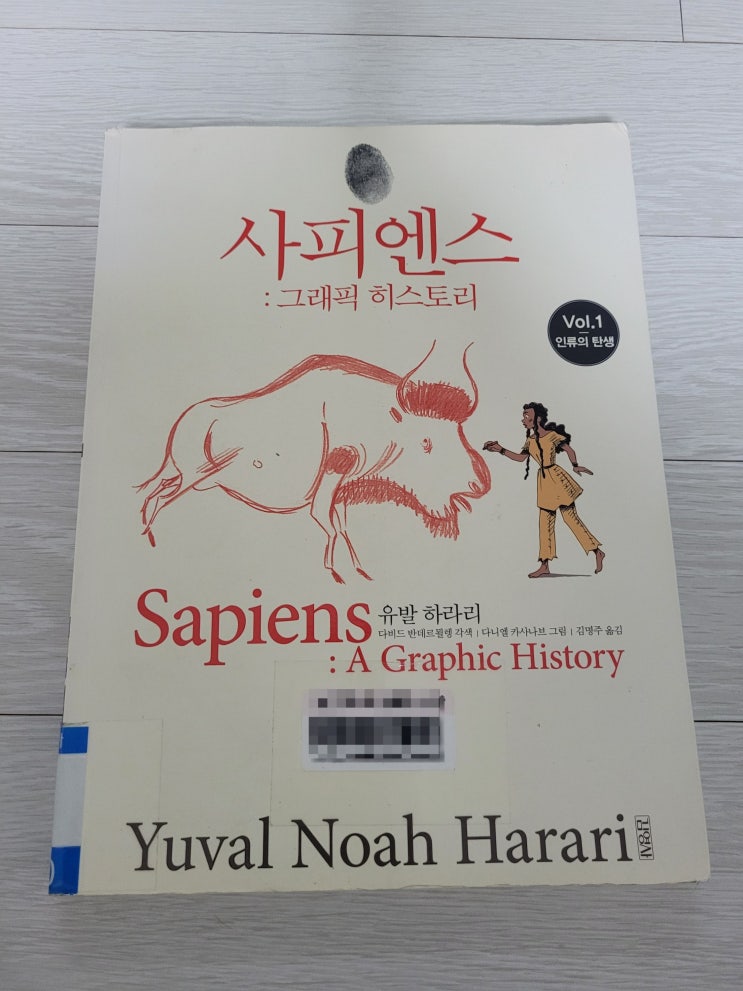 사피엔스
: 그래픽 히스토리
Vol.1
인류의 탄생
Sapiens
유발 하라리
다비드 반데르묄렝 각색 | 다니엘 카사나브 그림 | 김명주 옮김
: A Graphic History
Yuval Noah Harari
김영사